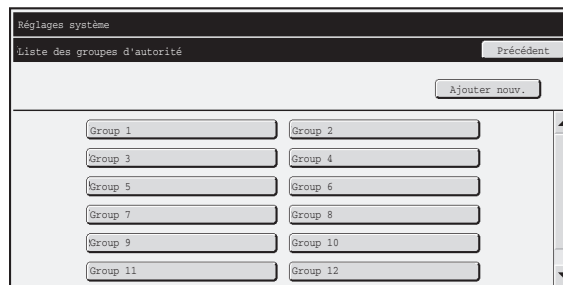 Réglages système
Liste des groupes d'autorité
Précédent
Ajouter nouv.
Group 1
Group 2
Group 3
Group 4
Group 5
Group 6
Group 7
Group 8
Group 9
Group 10
Group 11
Group 12